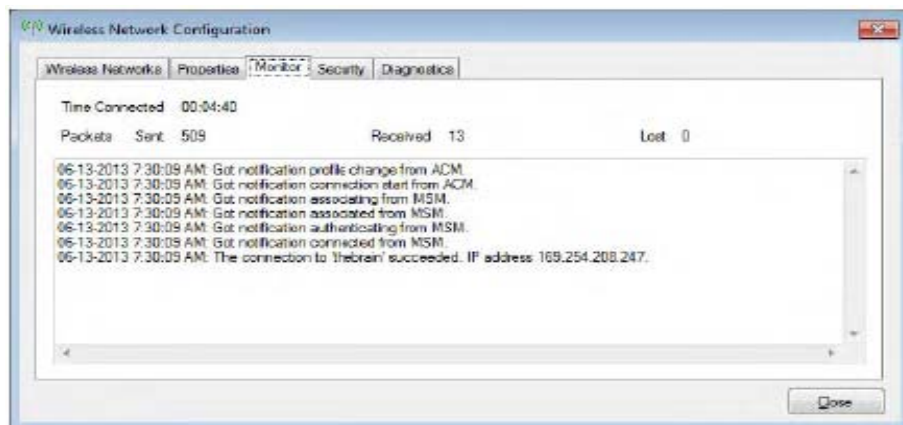 Wireless Network Configuration
Wireless Networks Properties Monitor Security Diagnostics
Time Connected 00:04:40
Packets Sent 509 Received 13 Lost 0
06-13-2013 7:30:09 AM: Got notification profile change from ACM.
06-13-2013 7:30:09 AM: Got notification connection start from ACM.
06-13-2013 7:30:09 AM: Got notification associating from MSM.
06-13-2013 7:30:09 AM: Got notification associated from MSM.
06-13-2013 7:30:09 AM: Got notification authenticating from MSM.
06-13-2013 7:30:09 AM: Got notification connected from MSM.
06-13-2013 7:30:09 AM: The connection to 'thebrain' succeeded. IP address 169.254.208.247.
Close